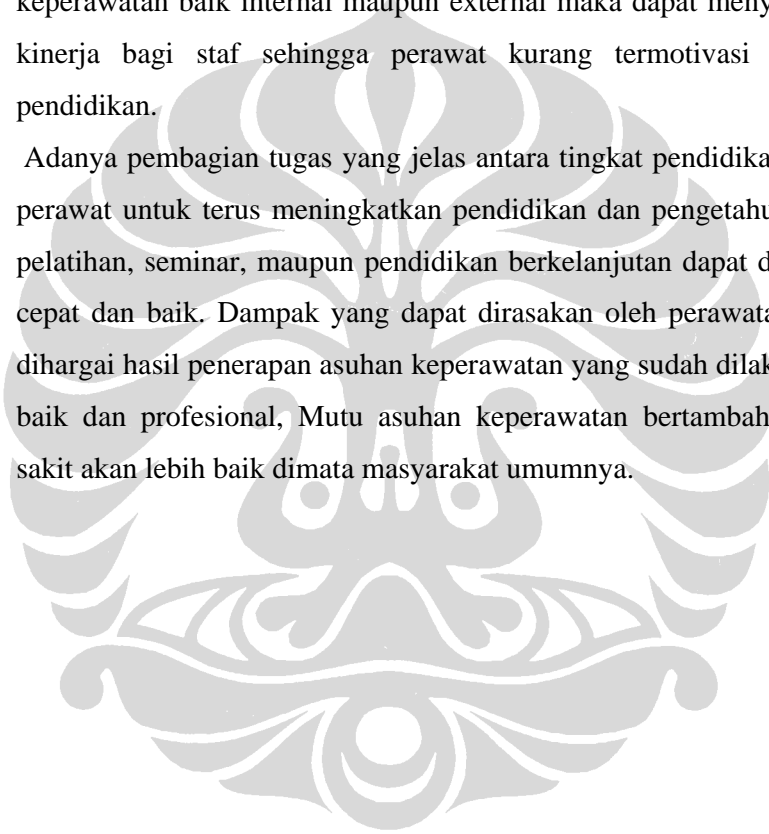 keperawatan baik internal maupun external maka dapat meny
kinerja bagi staf sehingga perawat kurang termotivasi
pendidikan.
Adanya pembagian tugas yang jelas antara tingkat pendidika
perawat untuk terus meningkatkan pendidikan dan pengetahu
pelatihan, seminar, maupun pendidikan berkelanjutan dapat d
cepat dan baik. Dampak yang dapat dirasakan oleh perawata
dihargai hasil penerapan asuhan keperawatan yang sudah dilak
baik dan profesional, Mutu asuhan keperawatan bertambah
sakit akan lebih baik dimata masyarakat umumnya.